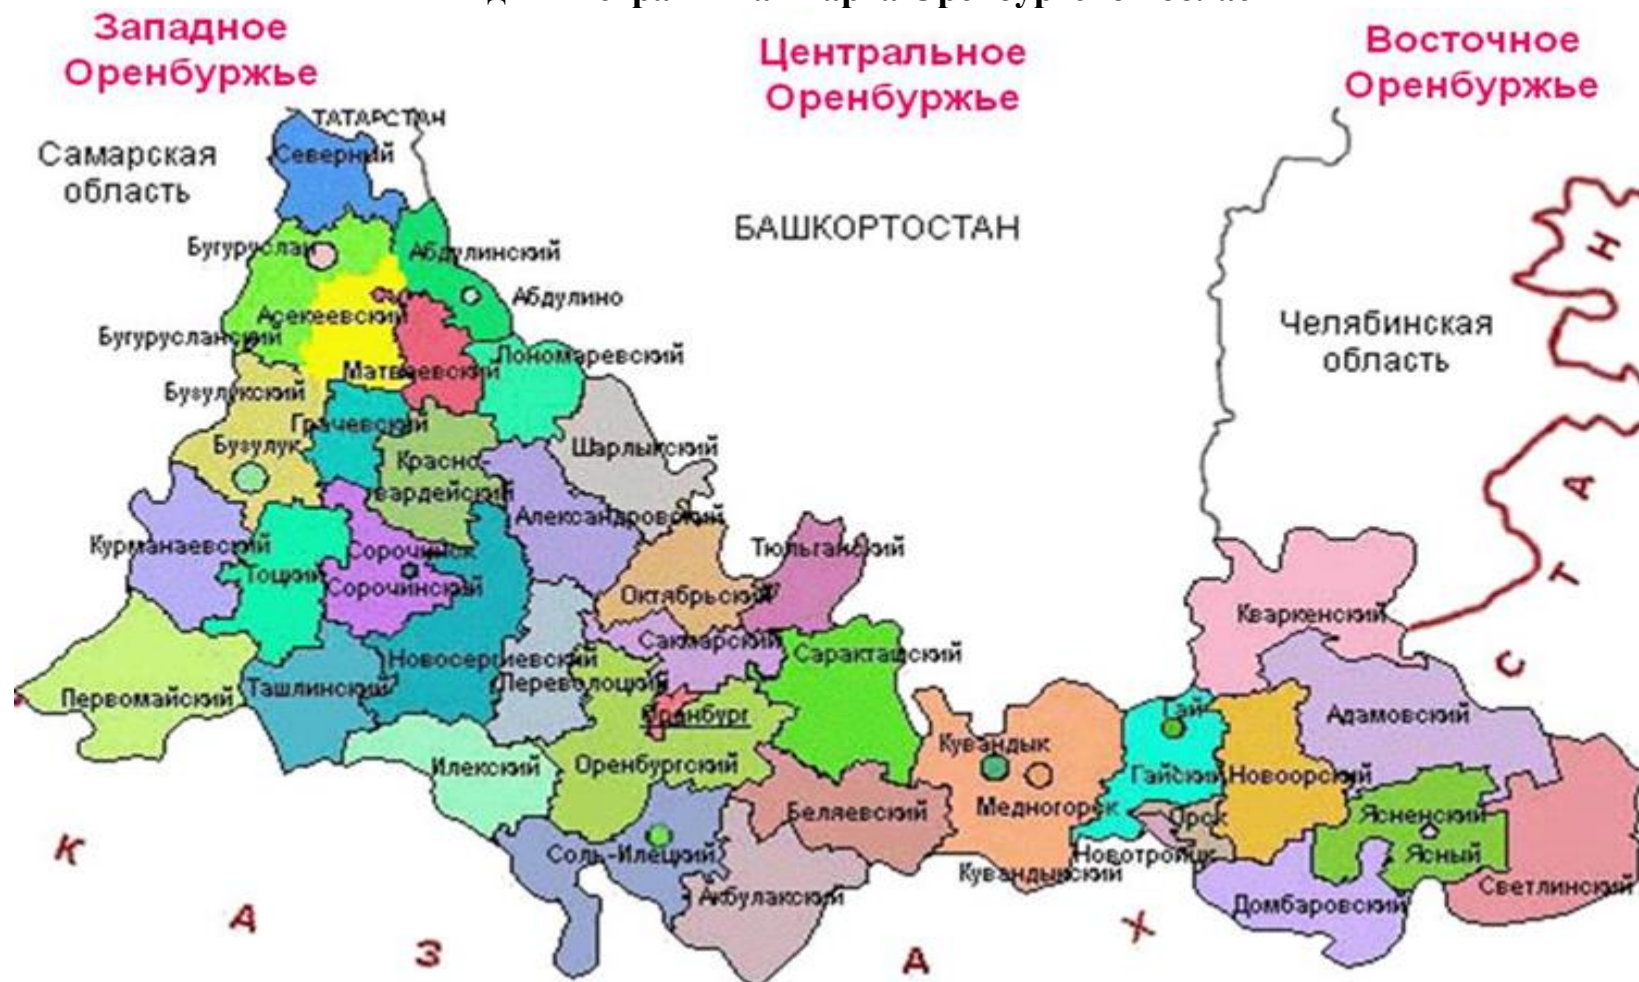 Западное
Оренбуржье
Центральное
Оренбуржье
Восточное
Оренбуржье
ТАТАРСТАН
Самарская
область
Северный
БАШКОРТОСТАН
Бугуруслан
Абдулинский
Абдулино
Асекеевский
Бугурусланский
Челябинская
область
Пономаревский
Матвеевский
Бузулукский
Грачевский
Бузулук
Шарлыкский
Красно-
гвардейский
Александровский
Курманаевский
Сорочинск
Тюльганский
Тоцкий
Сорочинский
Октябрьский
Кваркенский
Сакмарский
Саракташский
Новосергиевский
Переволоцкий
Первомайский
Ташлинский
Оренбург
Гай
Адамовский
Кувандык
Илекский
Оренбургский
Гайский
Новоорский
Медногорск
Беляевский
Орск
Ясненский
Соль-Илецкий
Новотроицк
Ясный
Кувандыкский
Акбулакский
Светлинский
Домбаровский
К А З А Х С Т А Н